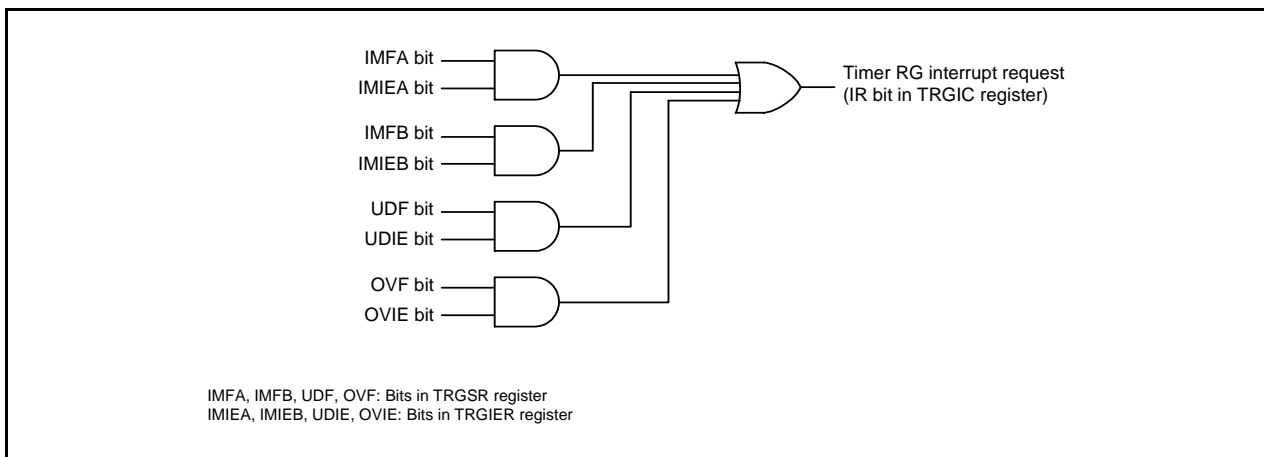 IMFA bit
IMIEA bit
IMFB bit
IMIEB bit
UDF bit
UDIE bit
OVF bit
OVIE bit
Timer RG interrupt request
(IR bit in TRGIC register)
IMFA, IMFB, UDF, OVF: Bits in TRGSR register
IMIEA, IMIEB, UDIE, OVIE: Bits in TRGIER register